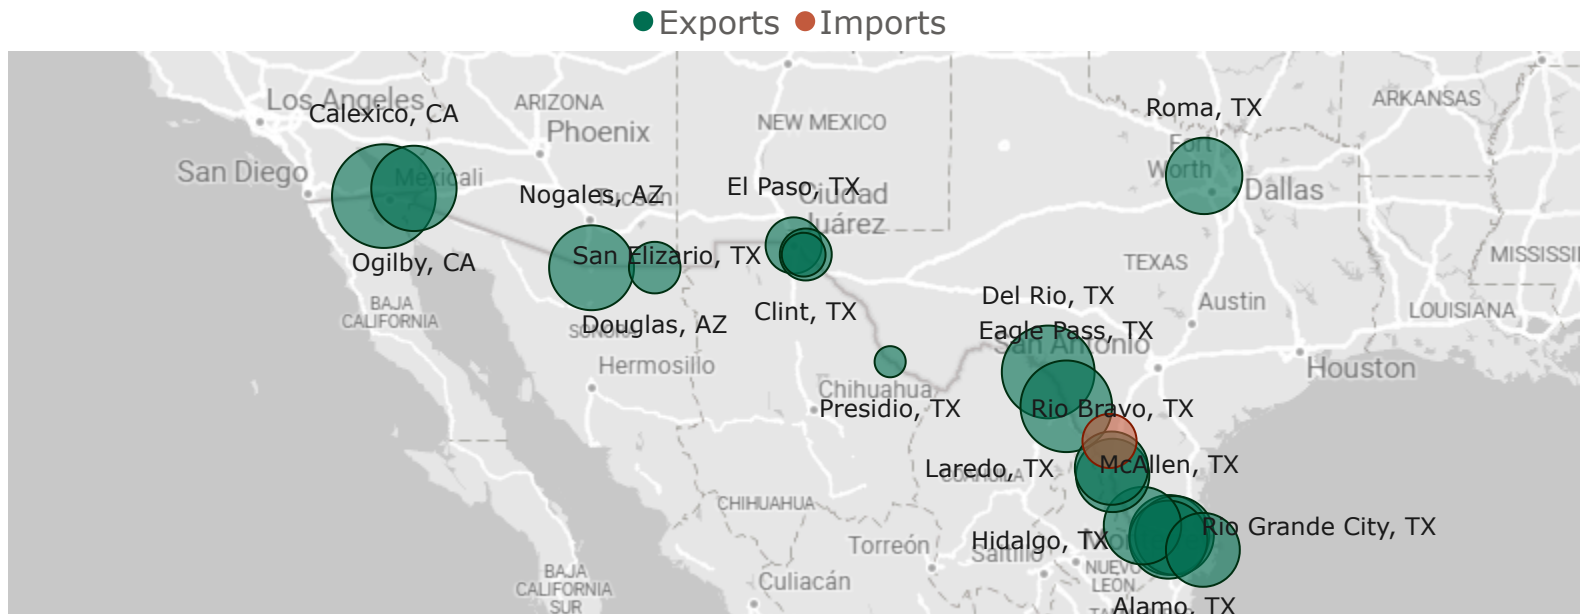 Exports Imports
Los Angeles
Calexico, CA
ARIZONA
Phoenix
NEW MEXICO
Roma, TX
ARKANSAS
Fort
Worth
Dallas
San Diego
Mexicali
Nogales, AZ
Tucson
El Paso, TX
Ciudad
Juárez
Ogilby, CA
San Elizario, TX
TEXAS
MISSISSI
BAJA
CALIFORNIA
Douglas, AZ
SONORA
Clint, TX
Del Rio, TX
Austin
LOUISIANA
Eagle Pass, TX
San Antonio
Hermosillo
Houston
Chihuahua
Presidio, TX
Rio Bravo, TX
Laredo, TX
McAllen, TX
COAHUILA
CHIHUAHUA
Rio Grande City, TX
Hidalgo, TX
Torreón
Saltillo
NUEVO
LEON
BAJA
CALIFORNIA
SUR
Culiacán
Alamo, TX